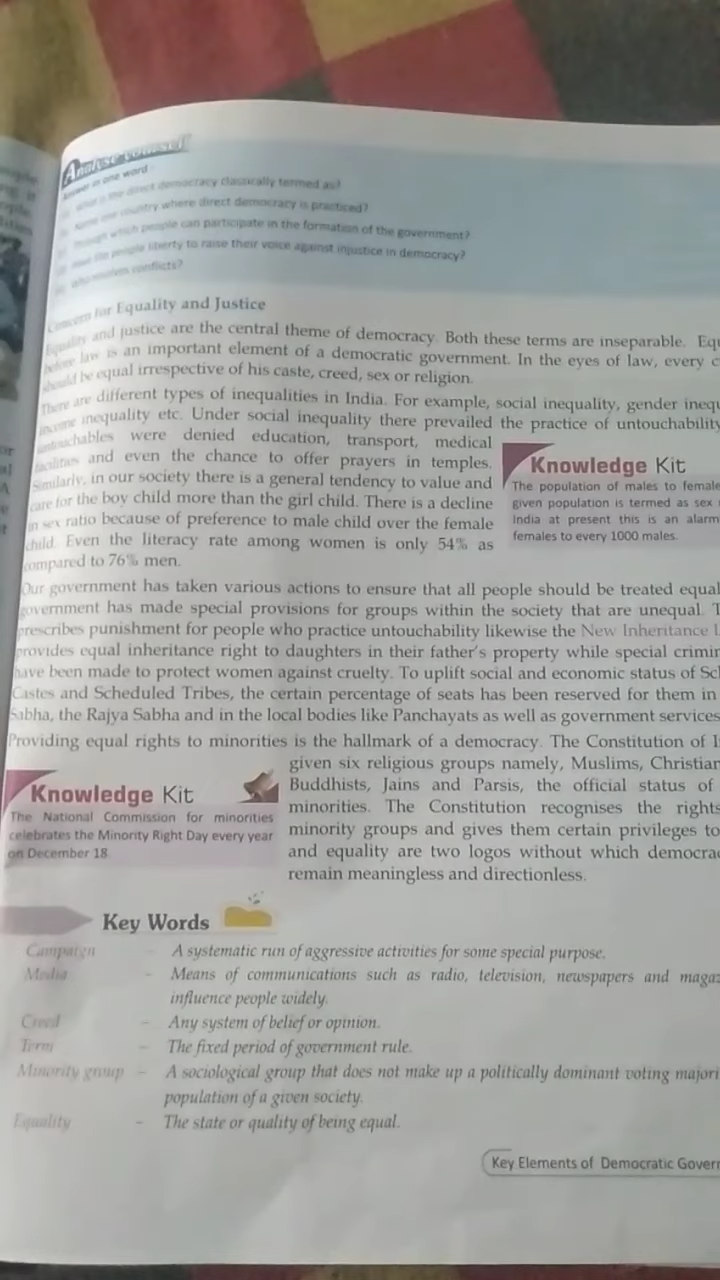 Analyse yourself
Answer in one word
What is the direct democracy classically termed as?
Name one country where direct democracy is practiced?
Through which people can participate in the formation of the government?
Have the people liberty to raise their voice against injustice in democracy?
Who resolves conflicts?
Concern for Equality and Justice
Equality and justice are the central theme of democracy. Both these terms are inseparable. Equ
before law is an important element of a democratic government. In the eyes of law, every c
should be equal irrespective of his caste, creed, sex or religion.
There are different types of inequalities in India. For example, social inequality, gender inequ
income inequality etc. Under social inequality there prevailed the practice of untouchability
untouchables were denied education, transport, medical
facilities and even the chance to offer prayers in temples.
Similarly, in our society there is a general tendency to value and
care for the boy child more than the girl child. There is a decline
in sex ratio because of preference to male child over the female
child. Even the literacy rate among women is only 54% as
compared to 76% men.
Knowledge Kit
The population of males to female
given population is termed as sex
India at present this is an alarm
females to every 1000 males.
Our government has taken various actions to ensure that all people should be treated equal
government has made special provisions for groups within the society that are unequal. T
prescribes punishment for people who practice untouchability likewise the New Inheritance L
provides equal inheritance right to daughters in their father's property while special crimin
have been made to protect women against cruelty. To uplift social and economic status of Sch
Castes and Scheduled Tribes, the certain percentage of seats has been reserved for them in
Sabha, the Rajya Sabha and in the local bodies like Panchayats as well as government services
Providing equal rights to minorities is the hallmark of a democracy. The Constitution of I
given six religious groups namely, Muslims, Christian
Buddhists, Jains and Parsis, the official status of
minorities. The Constitution recognises the rights
minority groups and gives them certain privileges to
and equality are two logos without which democra
remain meaningless and directionless.
Knowledge Kit
The National Commission for minorities
celebrates the Minority Right Day every year
on December 18.
Key Words
Campaign – A systematic run of aggressive activities for some special purpose.
Media – Means of communications such as radio, television, newspapers and magaz
influence people widely.
Creed – Any system of belief or opinion.
Term – The fixed period of government rule.
Minority group – A sociological group that does not make up a politically dominant voting majori
population of a given society.
Equality – The state or quality of being equal.
Key Elements of Democratic Govern